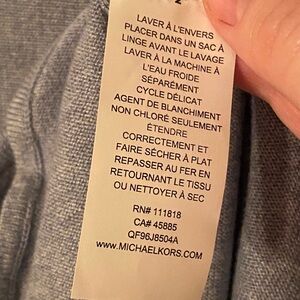 LAVER À L'ENVERS
PLACER DANS UN SAC À
LINGE AVANT LE LAVAGE
LAVER À LA MACHINE À
L'EAU FROIDE
SÉPARÉMENT
CYCLE DÉLICAT
AGENT DE BLANCHIMENT
NON CHLORÉ SEULEMENT
ÉTENDRE
CORRECTEMENT ET
FAIRE SÉCHER À PLAT
REPASSER AU FER EN
RETOURNANT LE TISSU
OU NETTOYER À SEC
RN# 111818
CA# 45885
QF96J8504A
www.MICHAELKORS.com